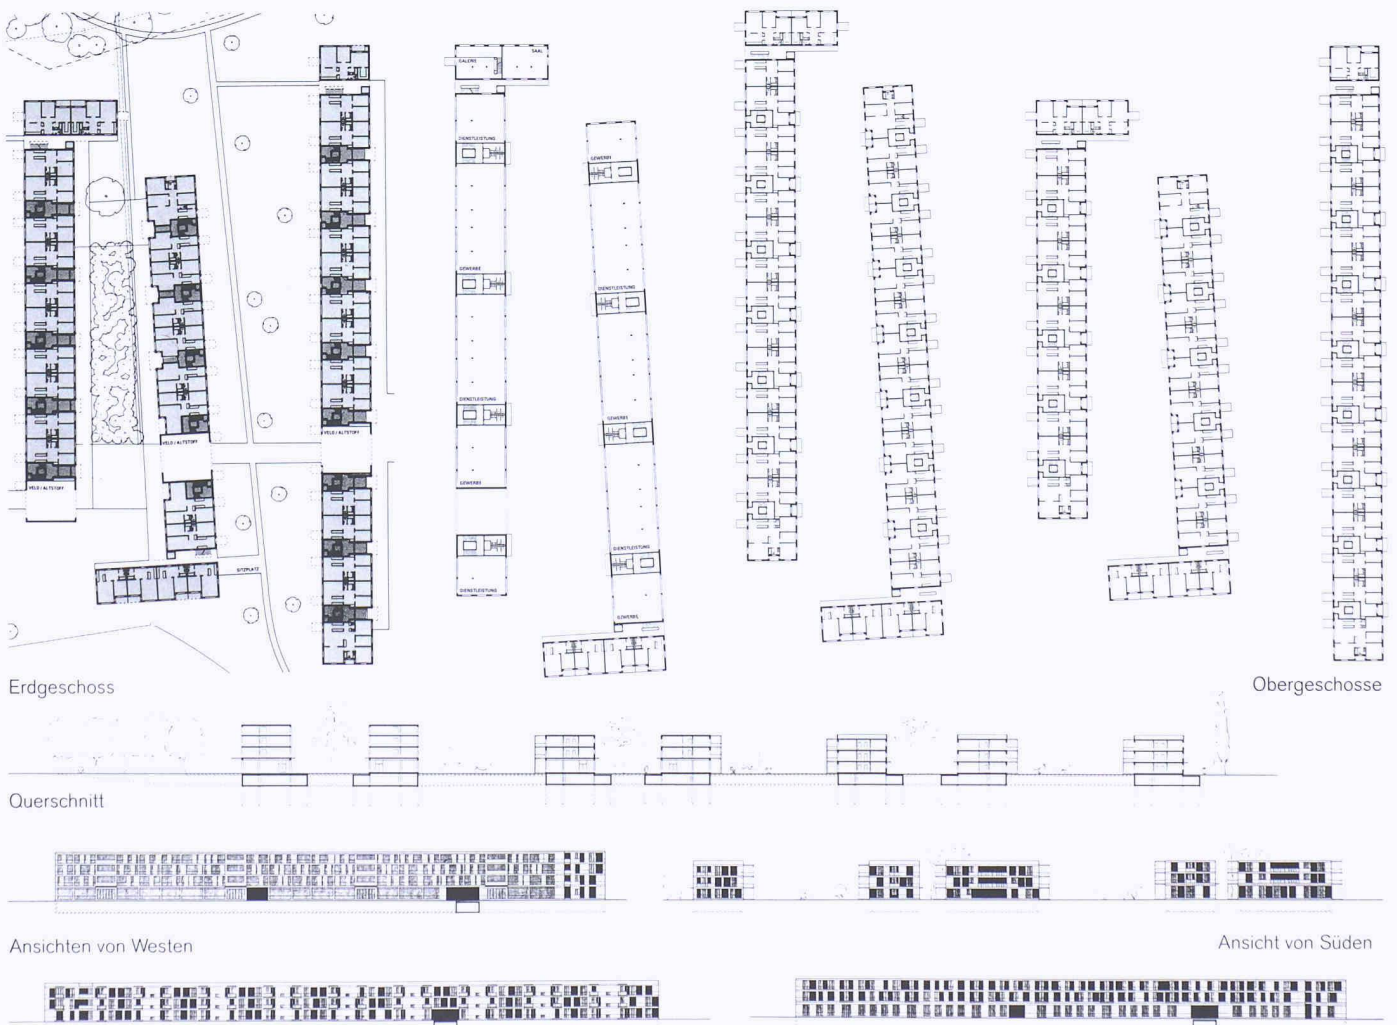 GALERIE
SAAL
DIENSTLEISTUNG
GEWERBE
DIENSTLEISTUNG
GEWERBE
DIENSTLEISTUNG
GEWERBE
DIENSTLEISTUNG
GEWERBE
DIENSTLEISTUNG
GEWERBE
VELO / ALTSTOFF
VELO / ALTSTOFF
VELO / ALTSTOFF
SITZPLATZ
Erdgeschoss
Obergeschosse
Querschnitt
Ansichten von Westen
Ansicht von Süden